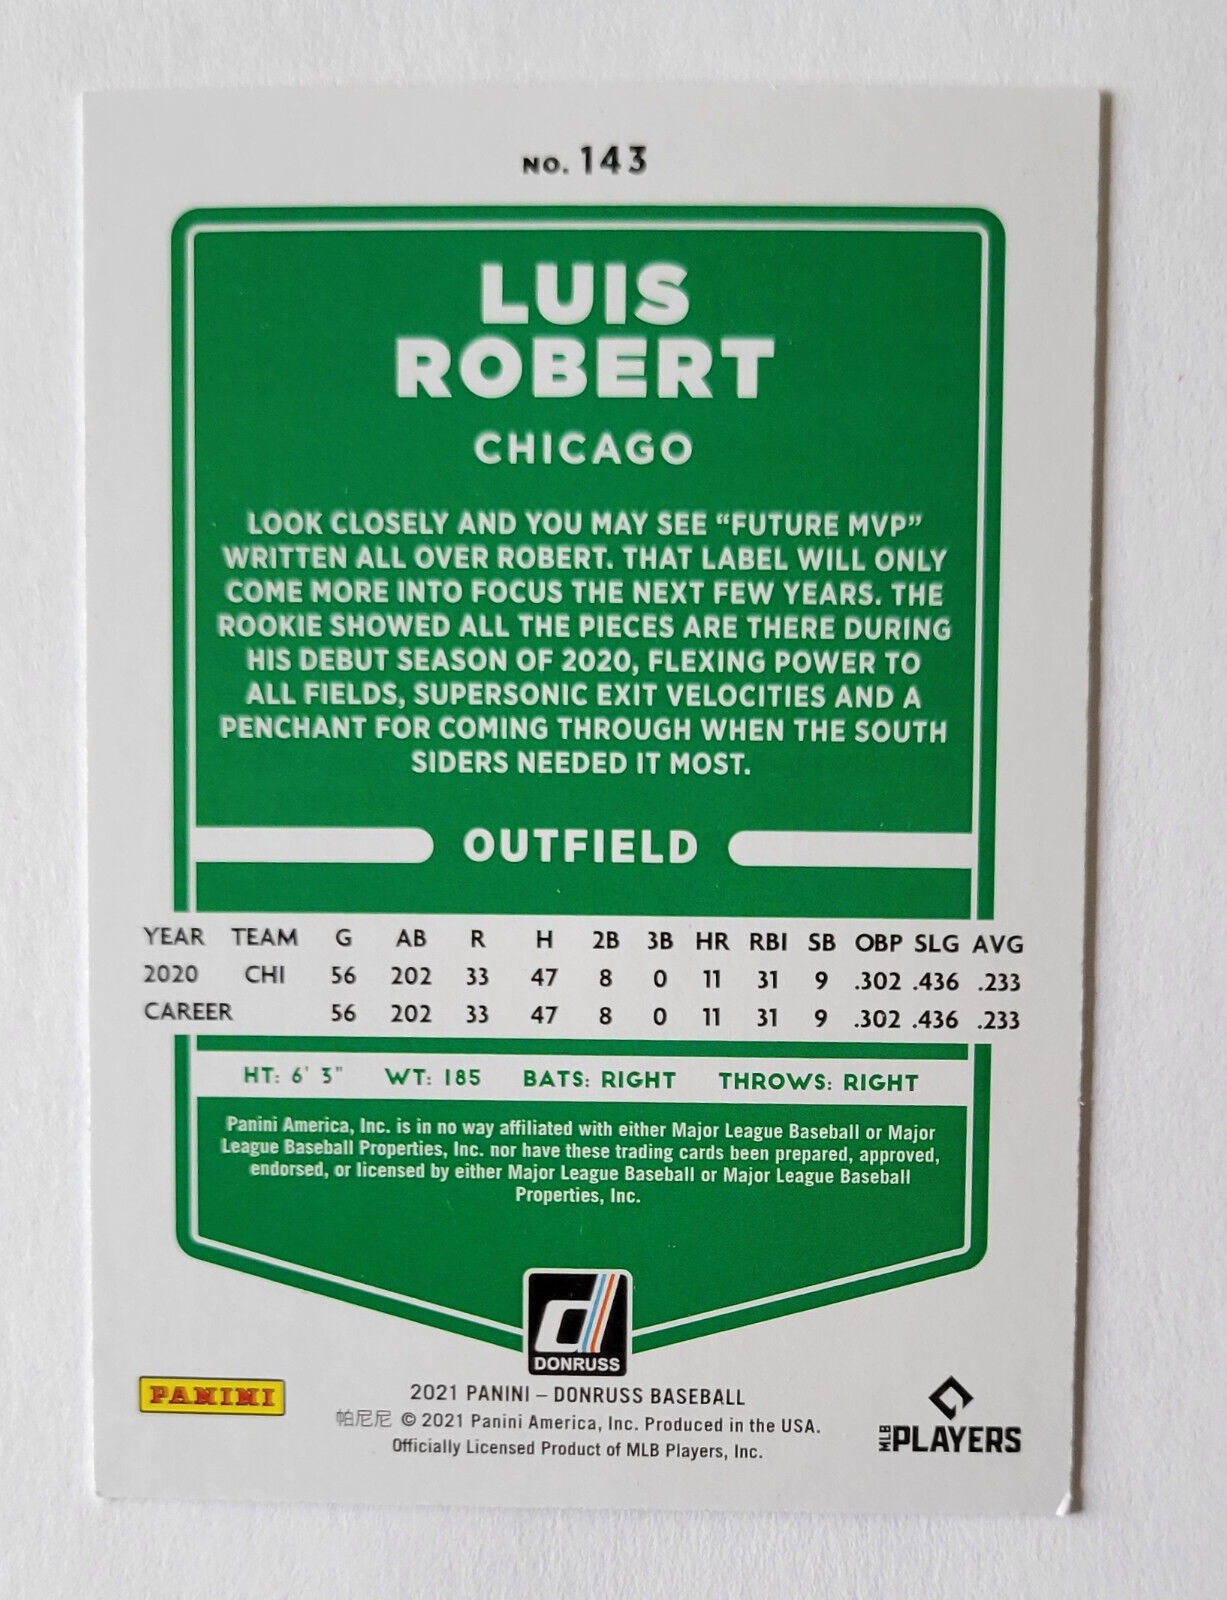 NO. 143
LUIS
ROBERT
CHICAGO
LOOK CLOSELY AND YOU MAY SEE “FUTURE MVP”
WRITTEN ALL OVER ROBERT. THAT LABEL WILL ONLY
COME MORE INTO FOCUS THE NEXT FEW YEARS. THE
ROOKIE SHOWED ALL THE PIECES ARE THERE DURING
HIS DEBUT SEASON OF 2020, FLEXING POWER TO
ALL FIELDS, SUPERSONIC EXIT VELOCITIES AND A
PENCHANT FOR COMING THROUGH WHEN THE SOUTH
SIDERS NEEDED IT MOST.
OUTFIELD
YEAR TEAM G AB R H 2B 3B HR RBI SB OBP SLG AVG
2020 CHI 56 202 33 47 8 0 11 31 9 .302 .436 .233
CAREER 56 202 33 47 8 0 11 31 9 .302 .436 .233
HT: 6' 3" WT: 185 BATS: RIGHT THROWS: RIGHT
Panini America, Inc. is in no way affiliated with either Major League Baseball or Major
League Baseball Properties, Inc. nor have these trading cards been prepared, approved,
endorsed, or licensed by either Major League Baseball or Major League Baseball
Properties, Inc.
d
DONRUSS
PANINI
2021 PANINI – DONRUSS BASEBALL
帕尼尼 © 2021 Panini America, Inc. Produced in the USA.
Officially Licensed Product of MLB Players, Inc.
MLB PLAYERS